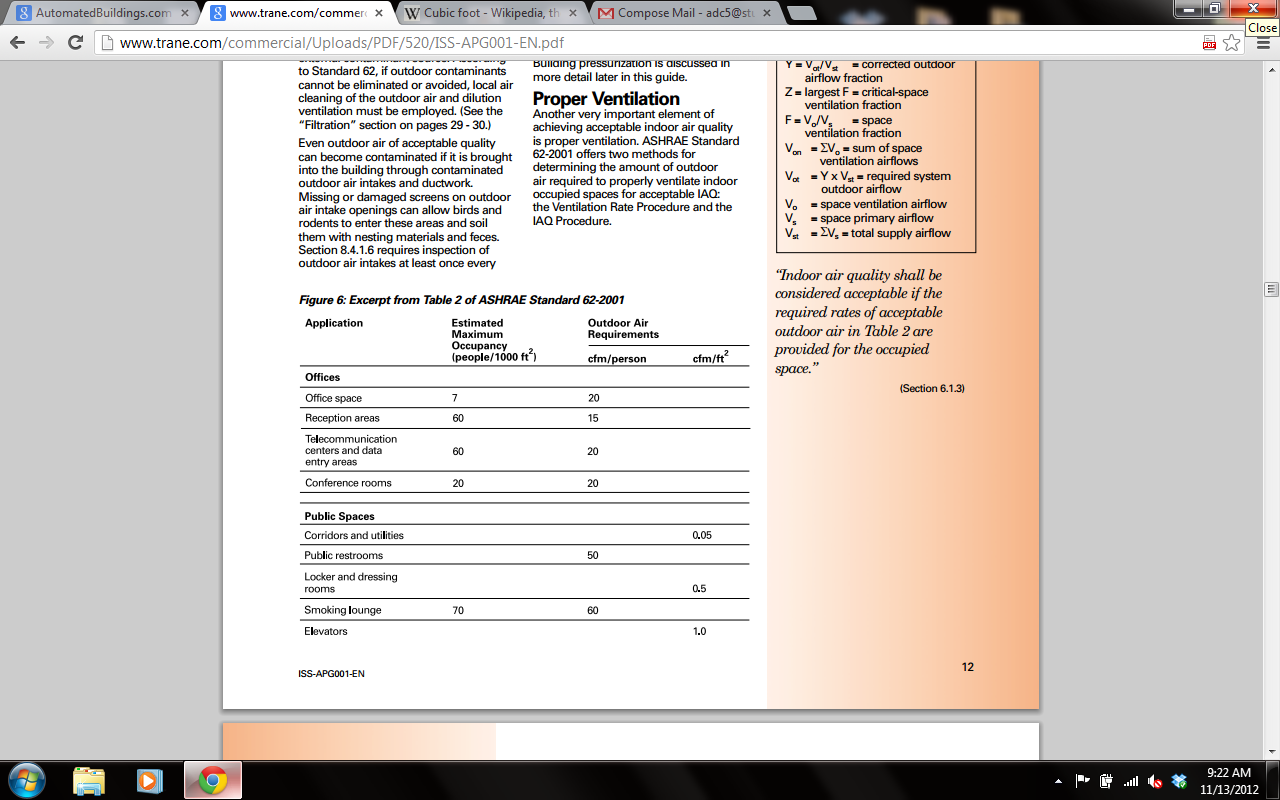 AutomatedBuildings.com
www.trane.com/commer
Cubic foot - Wikipedia, th
Compose Mail - adc5@st
Close
www.trane.com/commercial/Uploads/PDF/520/ISS-APG001-EN.pdf
to Standard 62, if outdoor contaminants
cannot be eliminated or avoided, local air
cleaning of the outdoor air and dilution
ventilation must be employed. (See the
“Filtration” section on pages 29 - 30.)
Even outdoor air of acceptable quality
can become contaminated if it is brought
into the building through contaminated
outdoor air intakes and ductwork.
Missing or damaged screens on outdoor
air intake openings can allow birds and
rodents to enter these areas and soil
them with nesting materials and feces.
Section 8.4.1.6 requires inspection of
outdoor air intakes at least once every
Building pressurization is discussed in
more detail later in this guide.
Proper Ventilation
Another very important element of
achieving acceptable indoor air quality
is proper ventilation. ASHRAE Standard
62-2001 offers two methods for
determining the amount of outdoor
air required to properly ventilate indoor
occupied spaces for acceptable IAQ:
the Ventilation Rate Procedure and the
IAQ Procedure.
Y = Vot/Vst = corrected outdoor
airflow fraction
Z = largest F = critical-space
ventilation fraction
F = Vo/Vs = space
ventilation fraction
Von = ΣVo = sum of space
ventilation airflows
Vot = Y x Vst = required system
outdoor airflow
Vo = space ventilation airflow
Vs = space primary airflow
Vst = ΣVs = total supply airflow
“Indoor air quality shall be
considered acceptable if the
required rates of acceptable
outdoor air in Table 2 are
provided for the occupied
space.”
(Section 6.1.3)
Figure 6: Excerpt from Table 2 of ASHRAE Standard 62-2001
Application Estimated Outdoor Air
Maximum Requirements
Occupancy
(people/1000 ft2) cfm/person cfm/ft2
Offices
Office space 7 20
Reception areas 60 15
Telecommunication
centers and data 60 20
entry areas
Conference rooms 20 20
Public Spaces
Corridors and utilities 0.05
Public restrooms 50
Locker and dressing
rooms 0.5
Smoking lounge 70 60
Elevators 1.0
ISS-APG001-EN
12
9:22 AM
11/13/2012